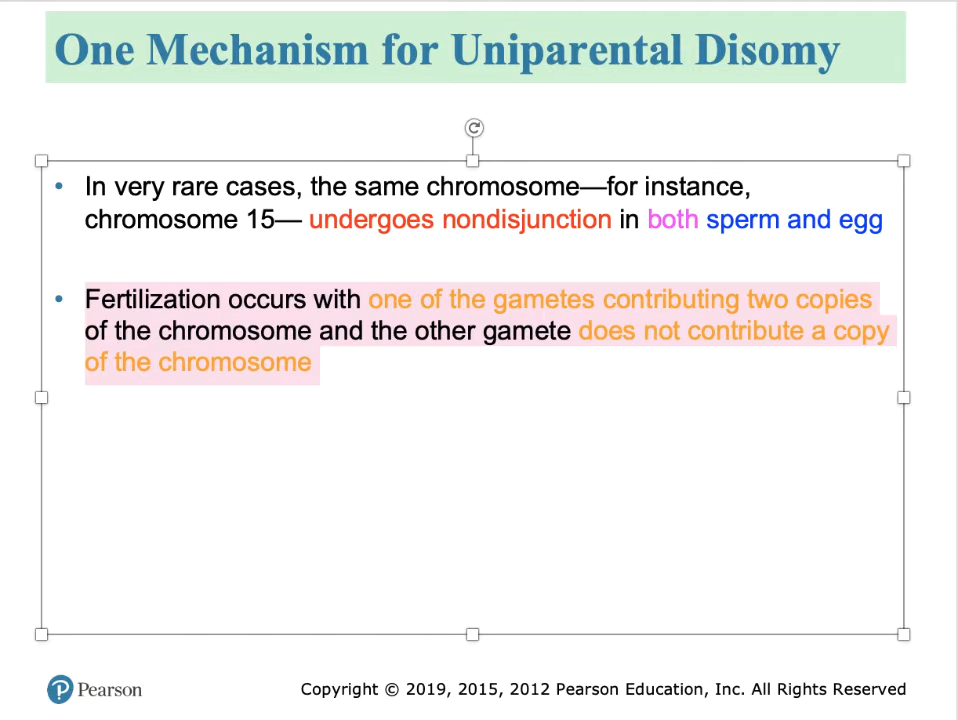 One Mechanism for Uniparental Disomy
• In very rare cases, the same chromosome—for instance,
chromosome 15— undergoes nondisjunction in both sperm and egg
• Fertilization occurs with one of the gametes contributing two copies
of the chromosome and the other gamete does not contribute a copy
of the chromosome
Pearson
Copyright © 2019, 2015, 2012 Pearson Education, Inc. All Rights Reserved